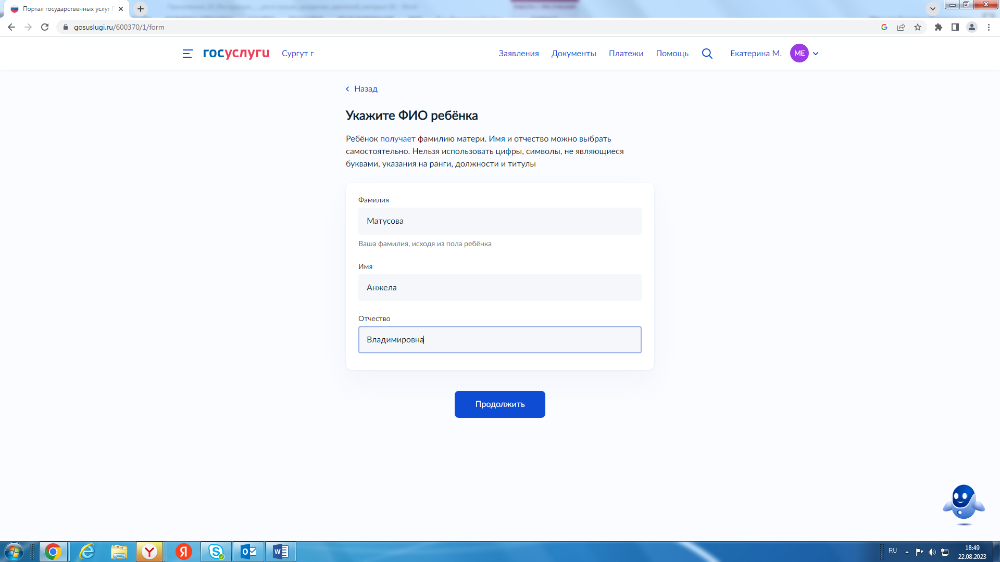 Портал государственных услуг
gosuslugi.ru/600370/1/form
госуслуги
Сургут г
Заявления
Документы
Платежи
Помощь
Екатерина М.
МЕ
Назад
Укажите ФИО ребёнка
Ребёнок получает фамилию матери. Имя и отчество можно выбрать
самостоятельно. Нельзя использовать цифры, символы, не являющиеся
буквами, указания на ранги, должности и титулы
Фамилия
Матусова
Ваша фамилия, исходя из пола ребёнка
Имя
Анжела
Отчество
Владимировна
Продолжить
RU
18:49
22.08.2023